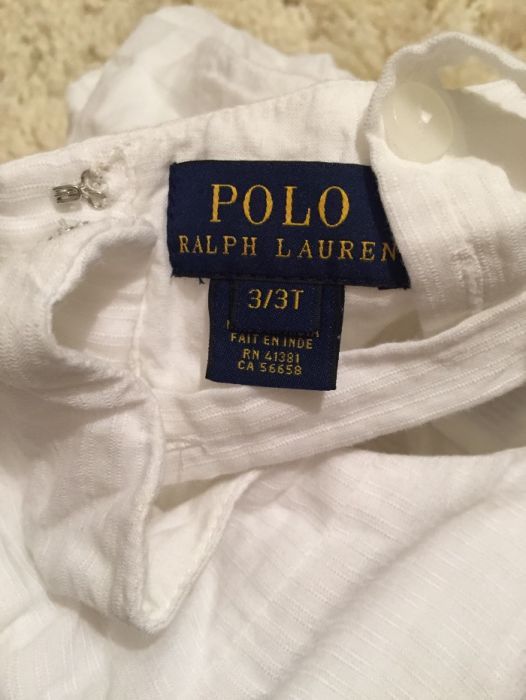 POLO
RALPH LAUREN
3/3T
FAIT EN INDE
RN 41381
CA 56658